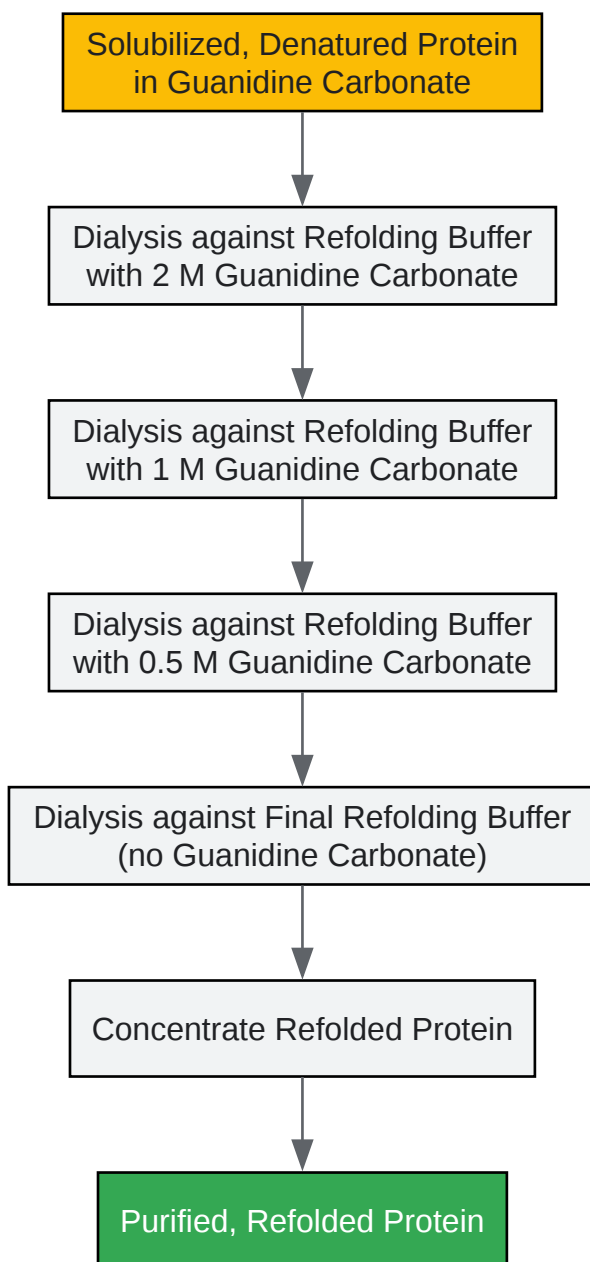 Solubilized, Denatured Protein
in Guanidine Carbonate
Dialysis against Refolding Buffer
with 2 M Guanidine Carbonate
Dialysis against Refolding Buffer
with 1 M Guanidine Carbonate
Dialysis against Refolding Buffer
with 0.5 M Guanidine Carbonate
Dialysis against Final Refolding Buffer
(no Guanidine Carbonate)
Concentrate Refolded Protein
Purified, Refolded Protein